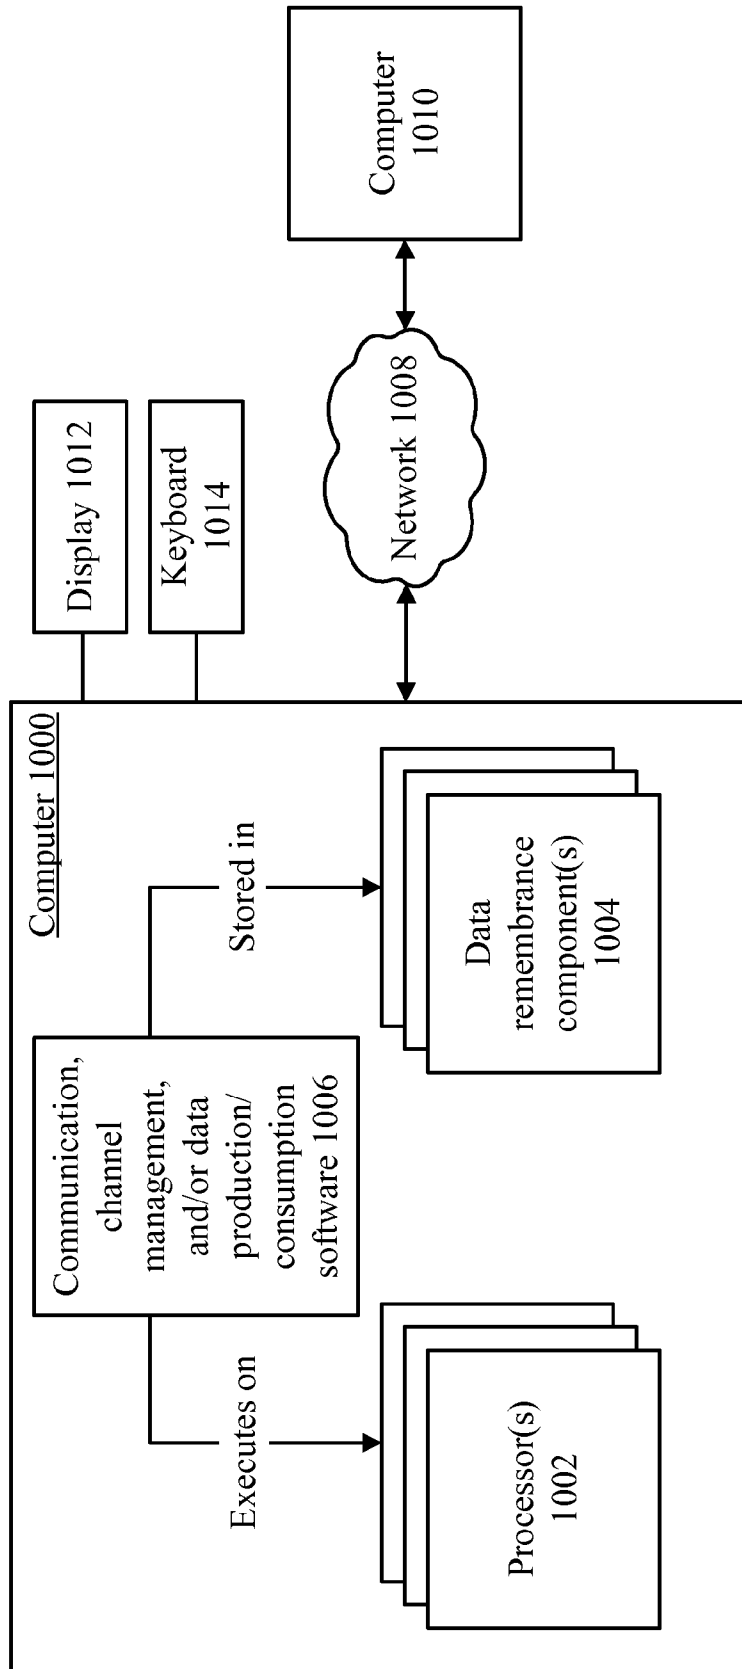 Computer 1000
Communication,
channel
management,
and/or data
production/
consumption
software 1006
Executes on
Stored in
Processor(s)
1002
Data
remembrance
component(s)
1004
Display 1012
Keyboard
1014
Network 1008
Computer
1010